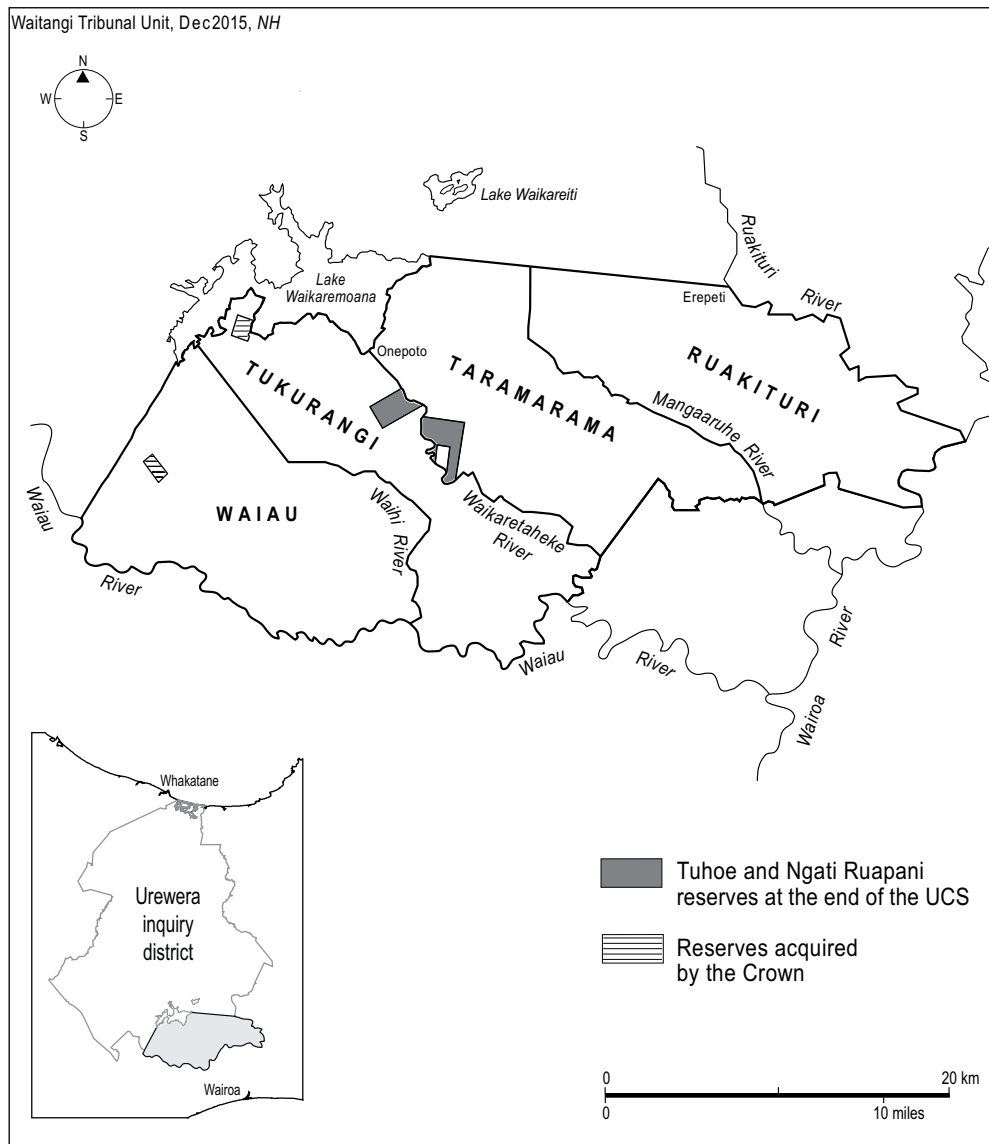 Waitangi Tribunal Unit, Dec2015, NH
N
W E
S
Lake Waikareiti
Ruakituri
River
Lake
Waikaremoana
Erepeti
Onepoto
RUAKITURI
TARAMARAMA
TUKURANGI
Mangaaruhe River
Waiau
River
WAIAU
Waihi River
Waikaretaheke
River
Waiau
River
River
Wairoa
Whakatane
Urewera
inquiry
district
Wairoa
Tuhoe and Ngati Ruapani
reserves at the end of the UCS
Reserves acquired
by the Crown
0 20 km
0 10 miles